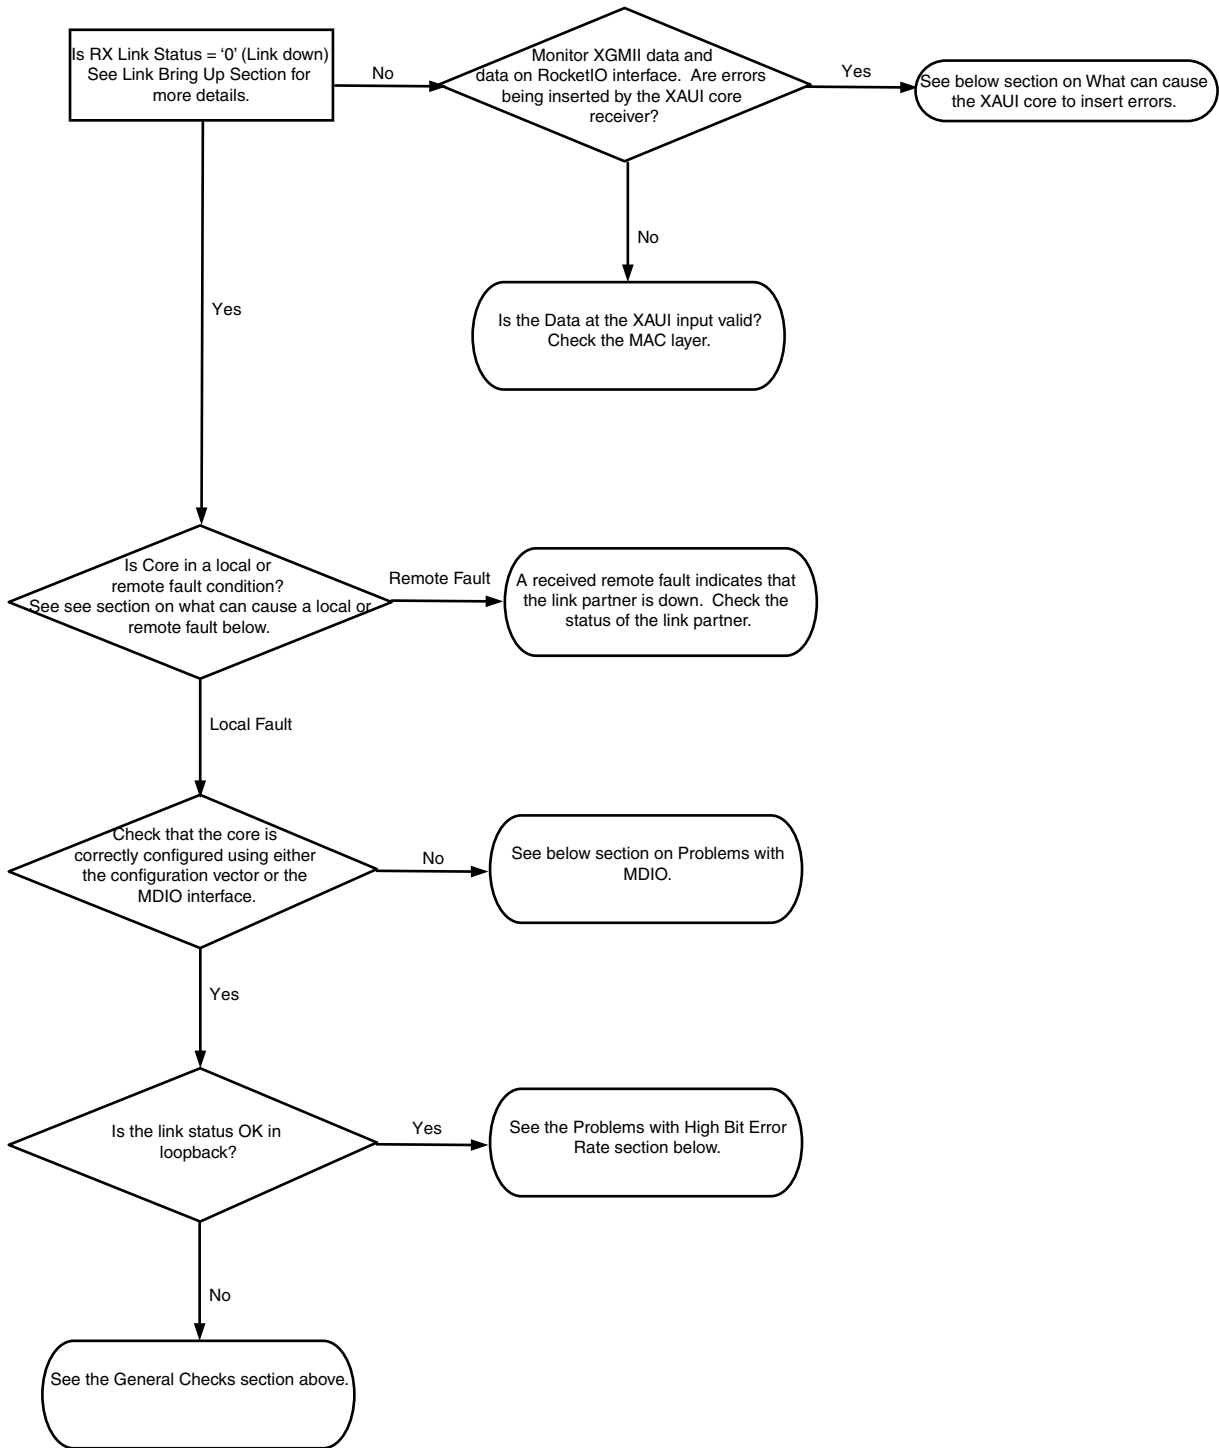 Is RX Link Status = ‘0’ (Link down)
See Link Bring Up Section for
more details.
No
Monitor XGMII data and
data on RocketIO interface. Are errors
being inserted by the XAUI core
receiver?
Yes
See below section on What can cause
the XAUI core to insert errors.
No
Is the Data at the XAUI input valid?
Check the MAC layer.
Yes
Is Core in a local or
remote fault condition?
See see section on what can cause a local or
remote fault below.
Remote Fault
A received remote fault indicates that
the link partner is down. Check the
status of the link partner.
Local Fault
Check that the core is
correctly configured using either
the configuration vector or the
MDIO interface.
No
See below section on Problems with
MDIO.
Yes
Is the link status OK in
loopback?
Yes
See the Problems with High Bit Error
Rate section below.
No
See the General Checks section above.